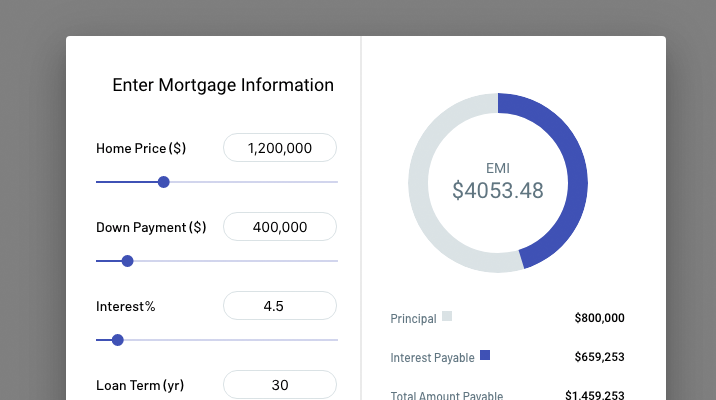 Enter Mortgage Information
Home Price ($) 1,200,000
Down Payment ($) 400,000
Interest% 4.5
Loan Term (yr) 30
EMI
$4053.48
Principal $800,000
Interest Payable $659,253
Total Amount Payable $1,459,253